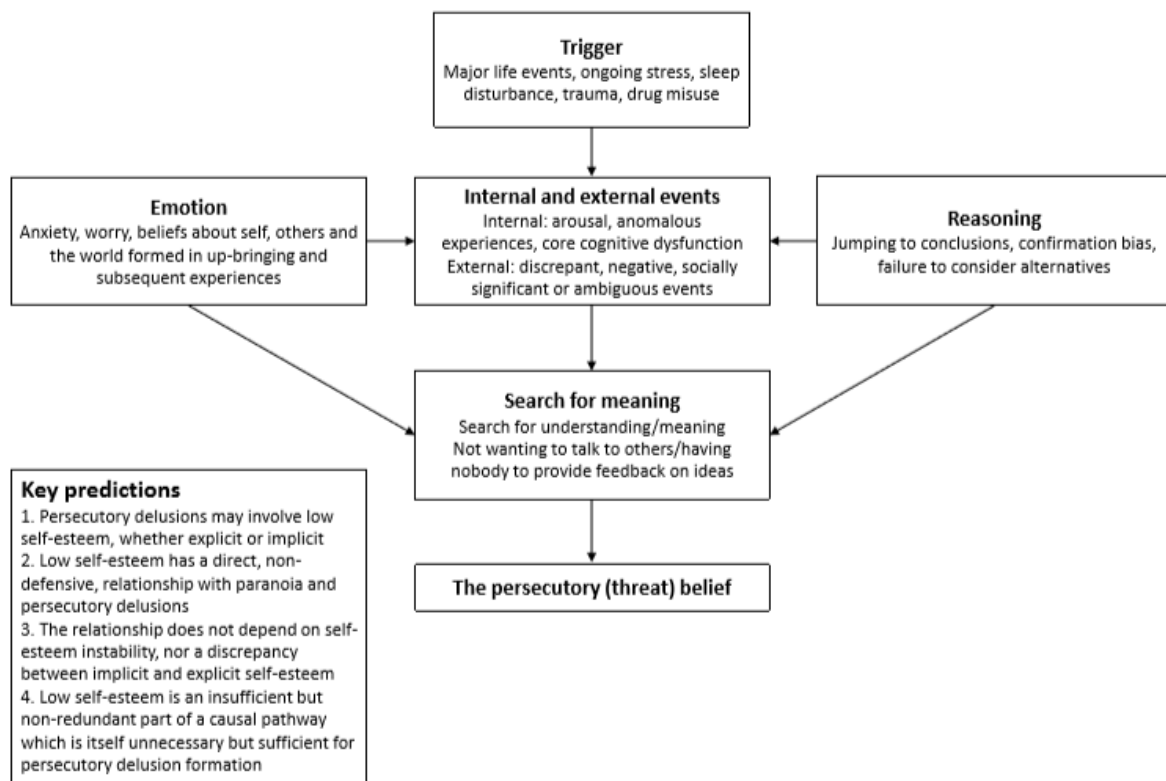 Trigger
Major life events, ongoing stress, sleep
disturbance, trauma, drug misuse
Emotion
Anxiety, worry, beliefs about self, others and
the world formed in up-bringing and
subsequent experiences
Internal and external events
Internal: arousal, anomalous
experiences, core cognitive dysfunction
External: discrepant, negative, socially
significant or ambiguous events
Reasoning
Jumping to conclusions, confirmation bias,
failure to consider alternatives
Search for meaning
Search for understanding/meaning
Not wanting to talk to others/having
nobody to provide feedback on ideas
The persecutory (threat) belief
Key predictions
1. Persecutory delusions may involve low
self-esteem, whether explicit or implicit
2. Low self-esteem has a direct, non-
defensive, relationship with paranoia and
persecutory delusions
3. The relationship does not depend on self-
esteem instability, nor a discrepancy
between implicit and explicit self-esteem
4. Low self-esteem is an insufficient but
non-redundant part of a causal pathway
which is itself unnecessary but sufficient for
persecutory delusion formation